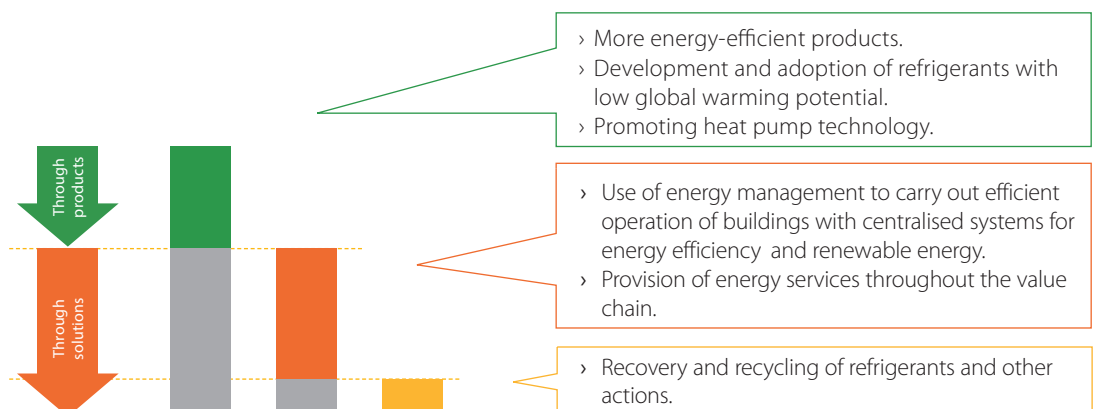 › More energy-efficient products.
› Development and adoption of refrigerants with
low global warming potential.
› Promoting heat pump technology.
Through
products
› Use of energy management to carry out efficient
operation of buildings with centralised systems for
energy efficiency and renewable energy.
› Provision of energy services throughout the value
chain.
Through
solutions
› Recovery and recycling of refrigerants and other
actions.